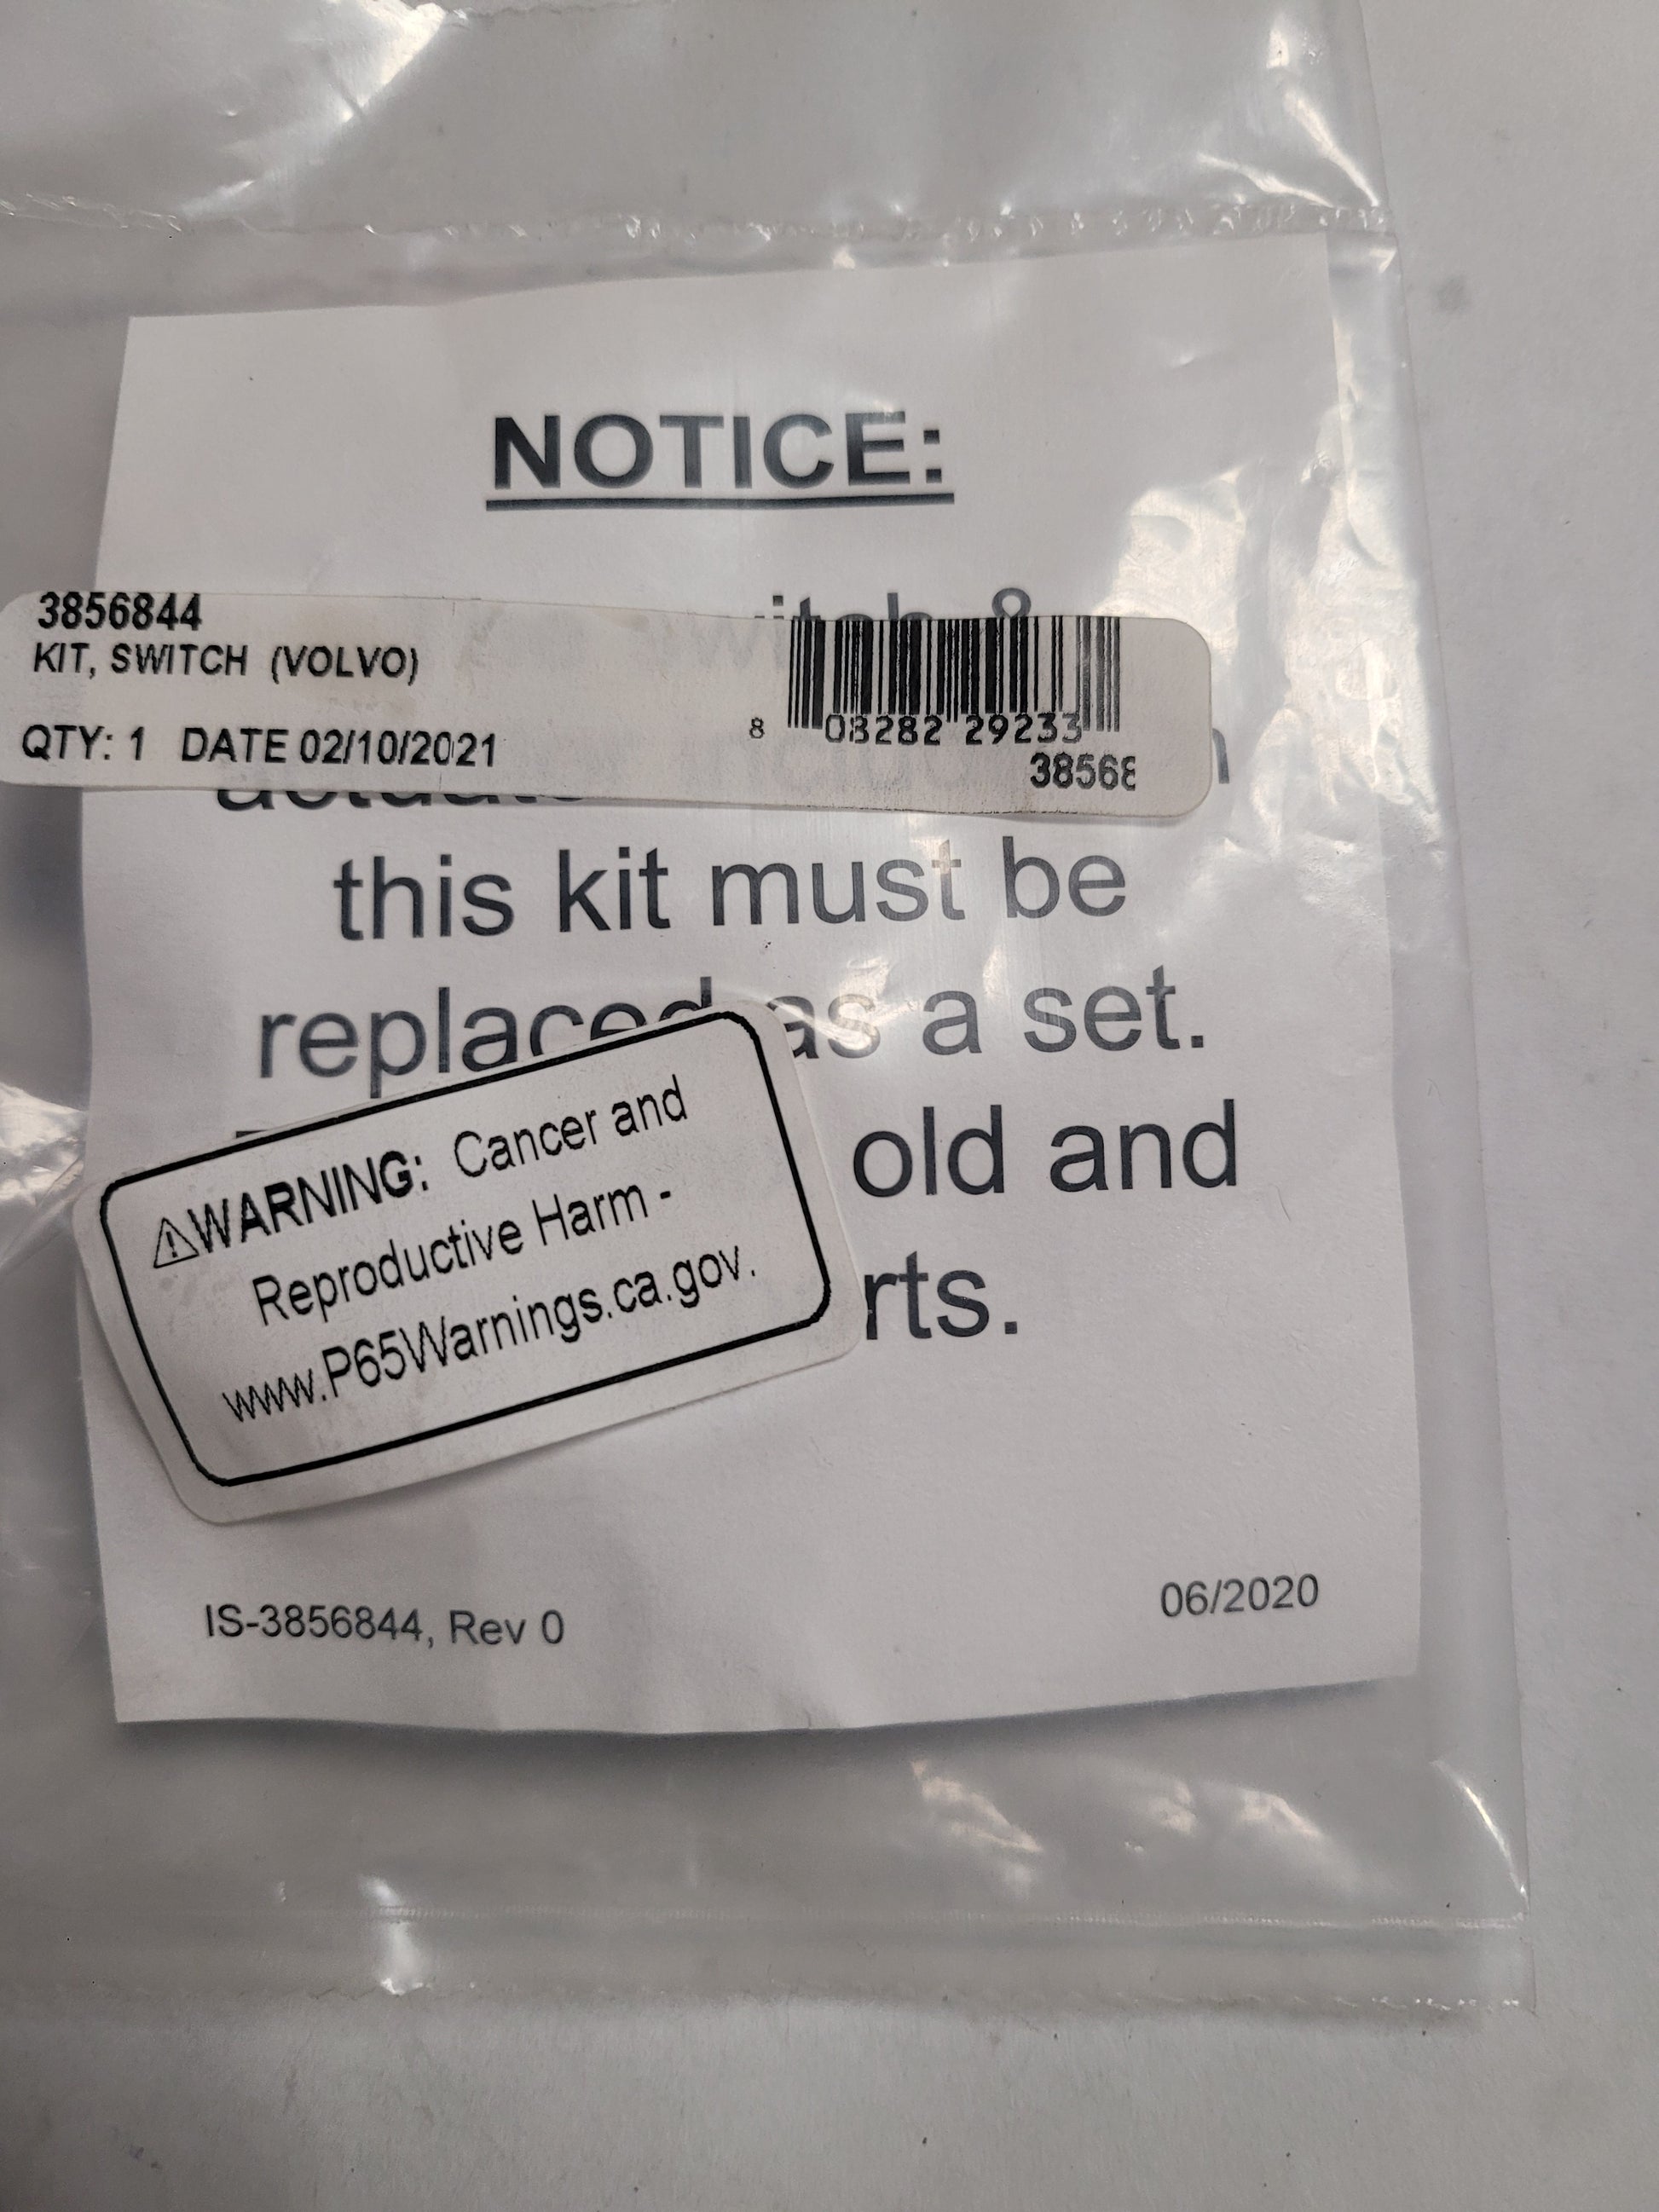 NOTICE:
&
3856844
KIT, SWITCH (VOLVO)
QTY: 1 DATE 02/10/2021
8 08282 29233
38568
this kit must be
replaced as a set.
old and
rts.
⚠WARNING: Cancer and
Reproductive Harm -
www.P65Warnings.ca.gov.
IS-3856844, Rev 0
06/2020